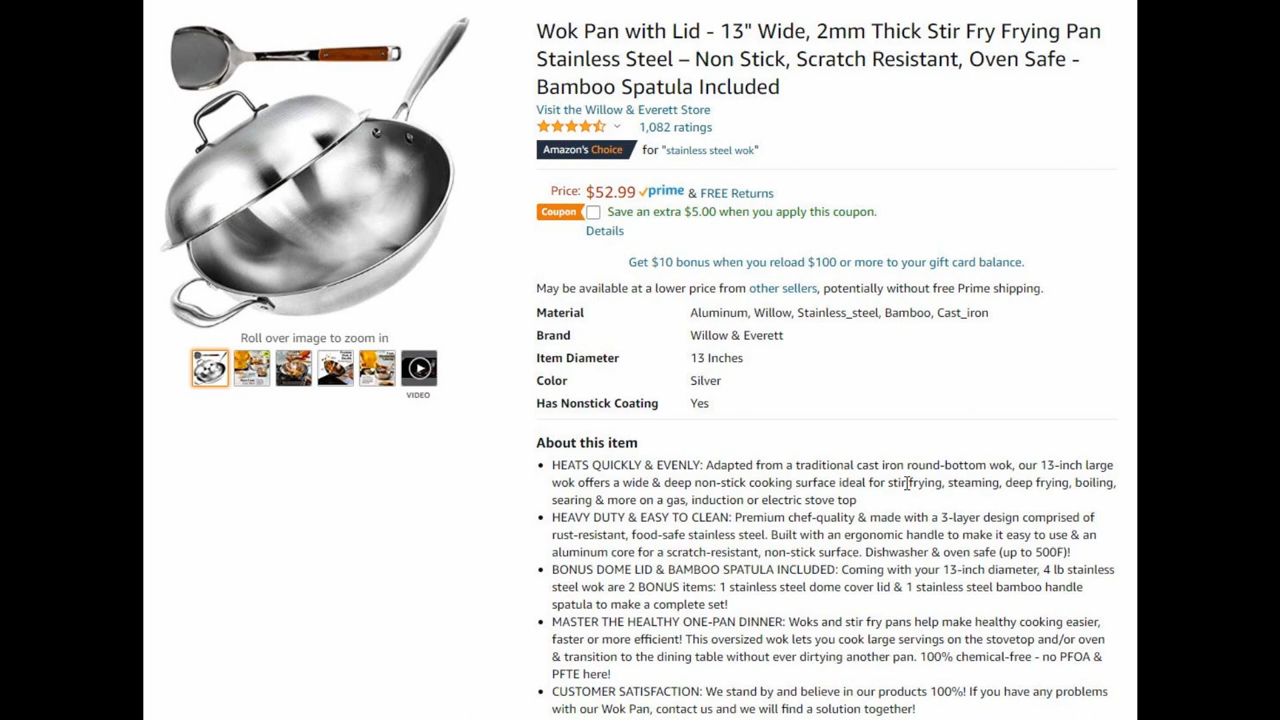 Wok Pan with Lid - 13" Wide, 2mm Thick Stir Fry Frying Pan
Stainless Steel – Non Stick, Scratch Resistant, Oven Safe -
Bamboo Spatula Included
Visit the Willow & Everett Store
1,082 ratings
Amazon's Choice for "stainless steel wok"
Price: $52.99 prime & FREE Returns
Coupon Save an extra $5.00 when you apply this coupon.
Details
Get $10 bonus when you reload $100 or more to your gift card balance.
May be available at a lower price from other sellers, potentially without free Prime shipping.
Material Aluminum, Willow, Stainless_steel, Bamboo, Cast_iron
Brand Willow & Everett
Item Diameter 13 Inches
Color Silver
Has Nonstick Coating Yes
Roll over image to zoom in
VIDEO
About this item
• HEATS QUICKLY & EVENLY: Adapted from a traditional cast iron round-bottom wok, our 13-inch large
wok offers a wide & deep non-stick cooking surface ideal for stir frying, steaming, deep frying, boiling,
searing & more on a gas, induction or electric stove top
• HEAVY DUTY & EASY TO CLEAN: Premium chef-quality & made with a 3-layer design comprised of
rust-resistant, food-safe stainless steel. Built with an ergonomic handle to make it easy to use & an
aluminum core for a scratch-resistant, non-stick surface. Dishwasher & oven safe (up to 500F)!
• BONUS DOME LID & BAMBOO SPATULA INCLUDED: Coming with your 13-inch diameter, 4 lb stainless
steel wok are 2 BONUS items: 1 stainless steel dome cover lid & 1 stainless steel bamboo handle
spatula to make a complete set!
• MASTER THE HEALTHY ONE-PAN DINNER: Woks and stir fry pans help make healthy cooking easier,
faster or more efficient! This oversized wok lets you cook large servings on the stovetop and/or oven
& transition to the dining table without ever dirtying another pan. 100% chemical-free - no PFOA &
PFTE here!
• CUSTOMER SATISFACTION: We stand by and believe in our products 100%! If you have any problems
with our Wok Pan, contact us and we will find a solution together!